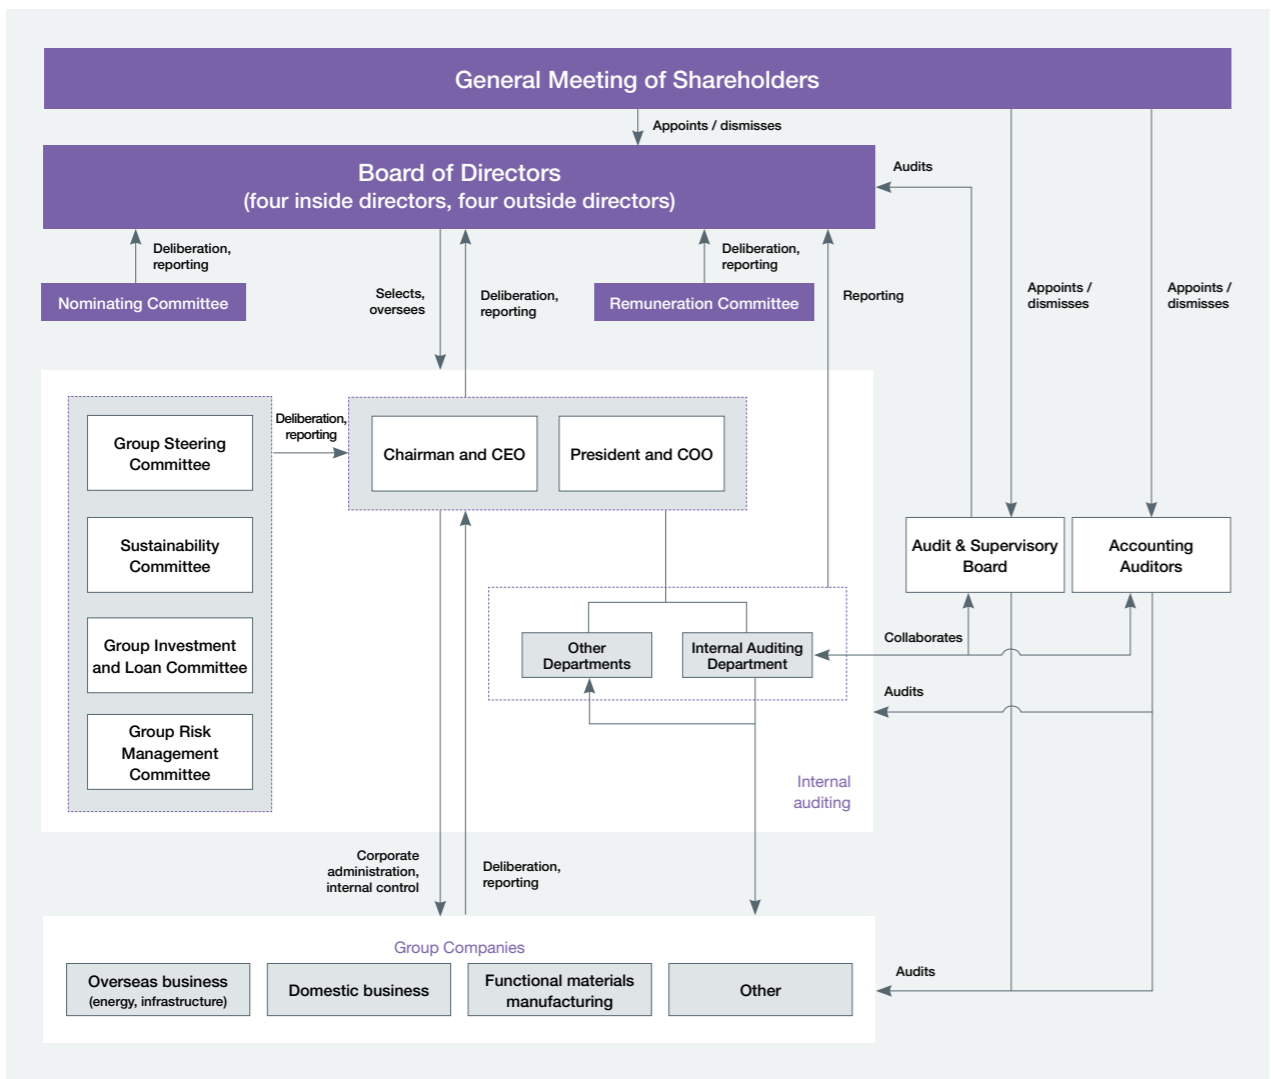 General Meeting of Shareholders
Appoints / dismisses
Board of Directors
(four inside directors, four outside directors)
Audits
Deliberation,
reporting
Deliberation,
reporting
Nominating Committee
Selects,
oversees
Deliberation,
reporting
Remuneration Committee
Reporting
Appoints /
dismisses
Appoints /
dismisses
Group Steering
Committee
Deliberation,
reporting
Chairman and CEO
President and COO
Sustainability
Committee
Audit & Supervisory
Board
Accounting
Auditors
Group Investment
and Loan Committee
Other
Departments
Internal Auditing
Department
Collaborates
Audits
Group Risk
Management
Committee
Internal
auditing
Corporate
administration,
internal control
Deliberation,
reporting
Group Companies
Overseas business
(energy, infrastructure)
Domestic business
Functional materials
manufacturing
Other
Audits